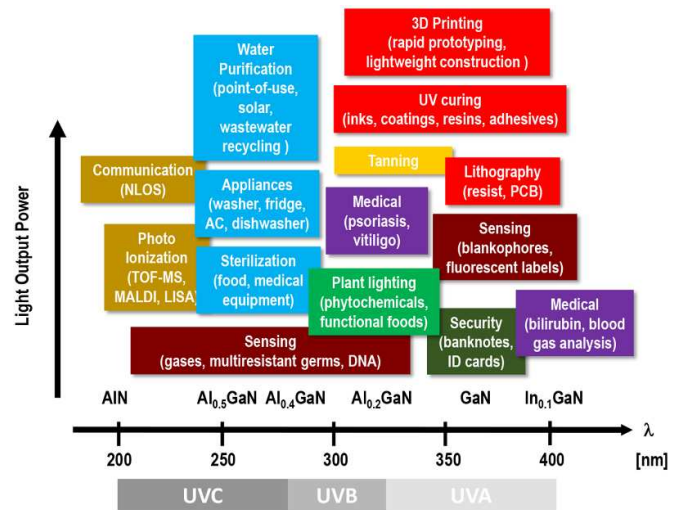 3D Printing
(rapid prototyping,
lightweight construction )
Water
Purification
(point-of-use,
solar,
wastewater
recycling )
UV curing
(inks, coatings, resins, adhesives)
Tanning
Communication
(NLOS)
Lithography
(resist, PCB)
Appliances
(washer, fridge,
AC, dishwasher)
Medical
(psoriasis,
vitiligo)
Sensing
(blankophores,
fluorescent labels)
Photo
Ionization
(TOF-MS,
MALDI, LISA)
Sterilization
(food, medical
equipment)
Plant lighting
(phytochemicals,
functional foods)
Medical
(bilirubin, blood
gas analysis)
Security
(banknotes,
ID cards)
Sensing
(gases, multiresistant germs, DNA)
Light Output Power
AlN Al0.5GaN Al0.4GaN Al0.2GaN GaN In0.1GaN
λ
200 250 300 350 400 [nm]
UVC UVB UVA